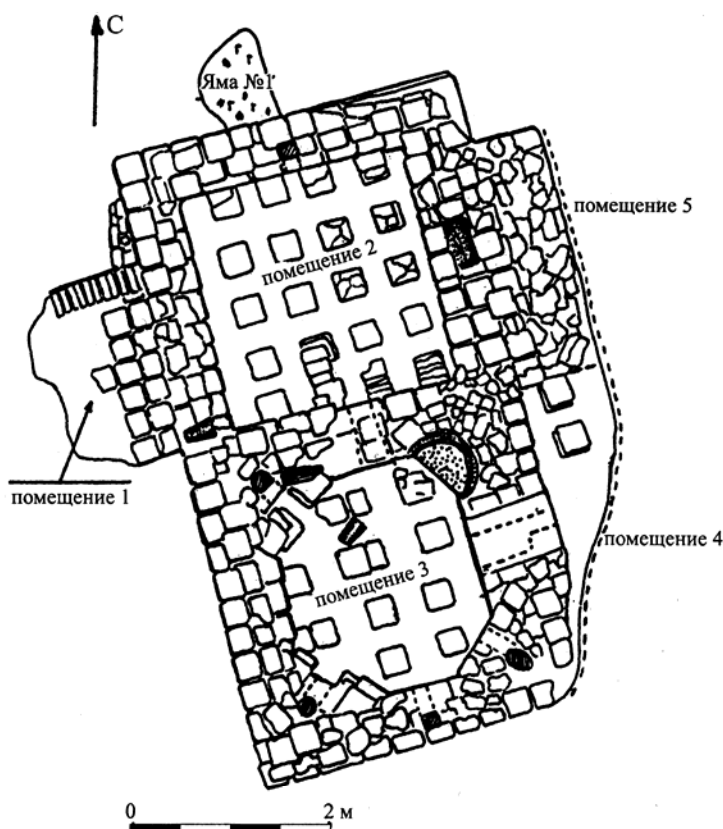 С
Яма №1
помещение 5
помещение 2
помещение 1
помещение 4
помещение 3
0 2 м